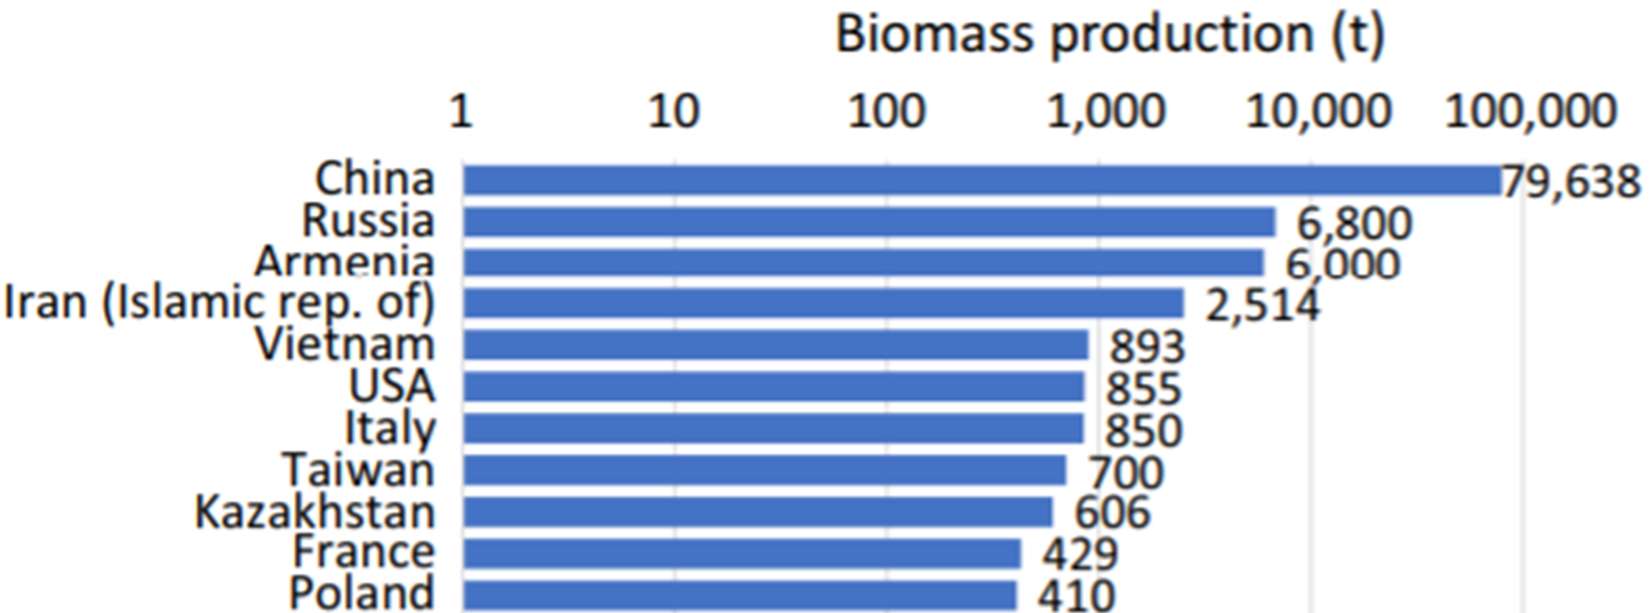 Biomass production (t)
1 10 100 1,000 10,000 100,000
China 79,638
Russia 6,800
Armenia 6,000
Iran (Islamic rep. of) 2,514
Vietnam 893
USA 855
Italy 850
Taiwan 700
Kazakhstan 606
France 429
Poland 410